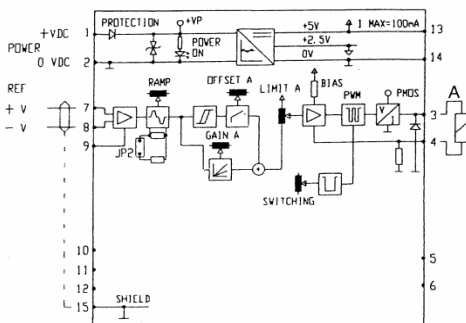 PROTECTION
+VP
+VDC 1
POWER
0 VDC 2
POWER
ON
+5V
I MAX=100mA 13
+2.5V
0V
14
REF
+ V 7
- V 8
9
RAMP
JP2
OFFSET A
GAIN A
LIMIT A
BIAS
PWM
PMOS
V
I
3
4
A
SWITCHING
10
11
12
15
SHIELD
5
6